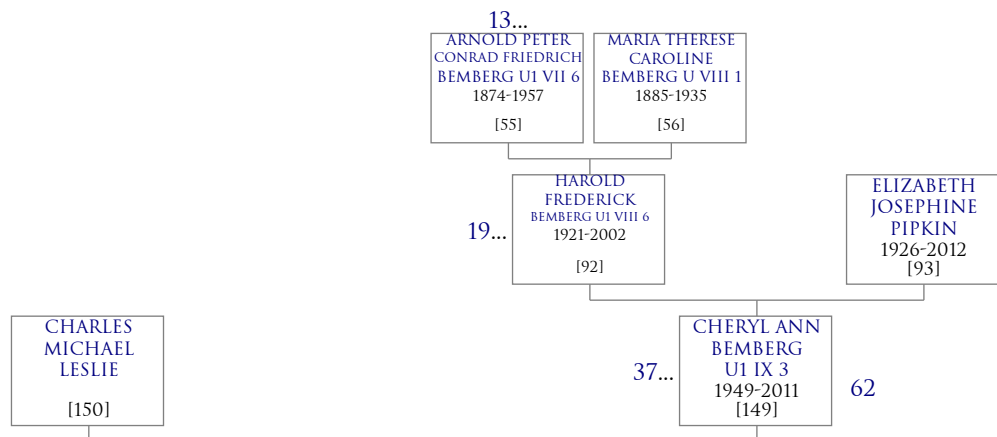 13...
ARNOLD PETER
CONRAD FRIEDRICH
BEMBERG U1 VII 6
1874-1957
[55]
MARIA THERESE
CAROLINE
BEMBERG U VIII 1
1885-1935
[56]
19...
HAROLD
FREDERICK
BEMBERG U1 VIII 6
1921-2002
[92]
ELIZABETH
JOSEPHINE
PIPKIN
1926-2012
[93]
CHARLES
MICHAEL
LESLIE
[150]
37...
CHERYL ANN
BEMBERG
U1 IX 3
1949-2011
[149]
62